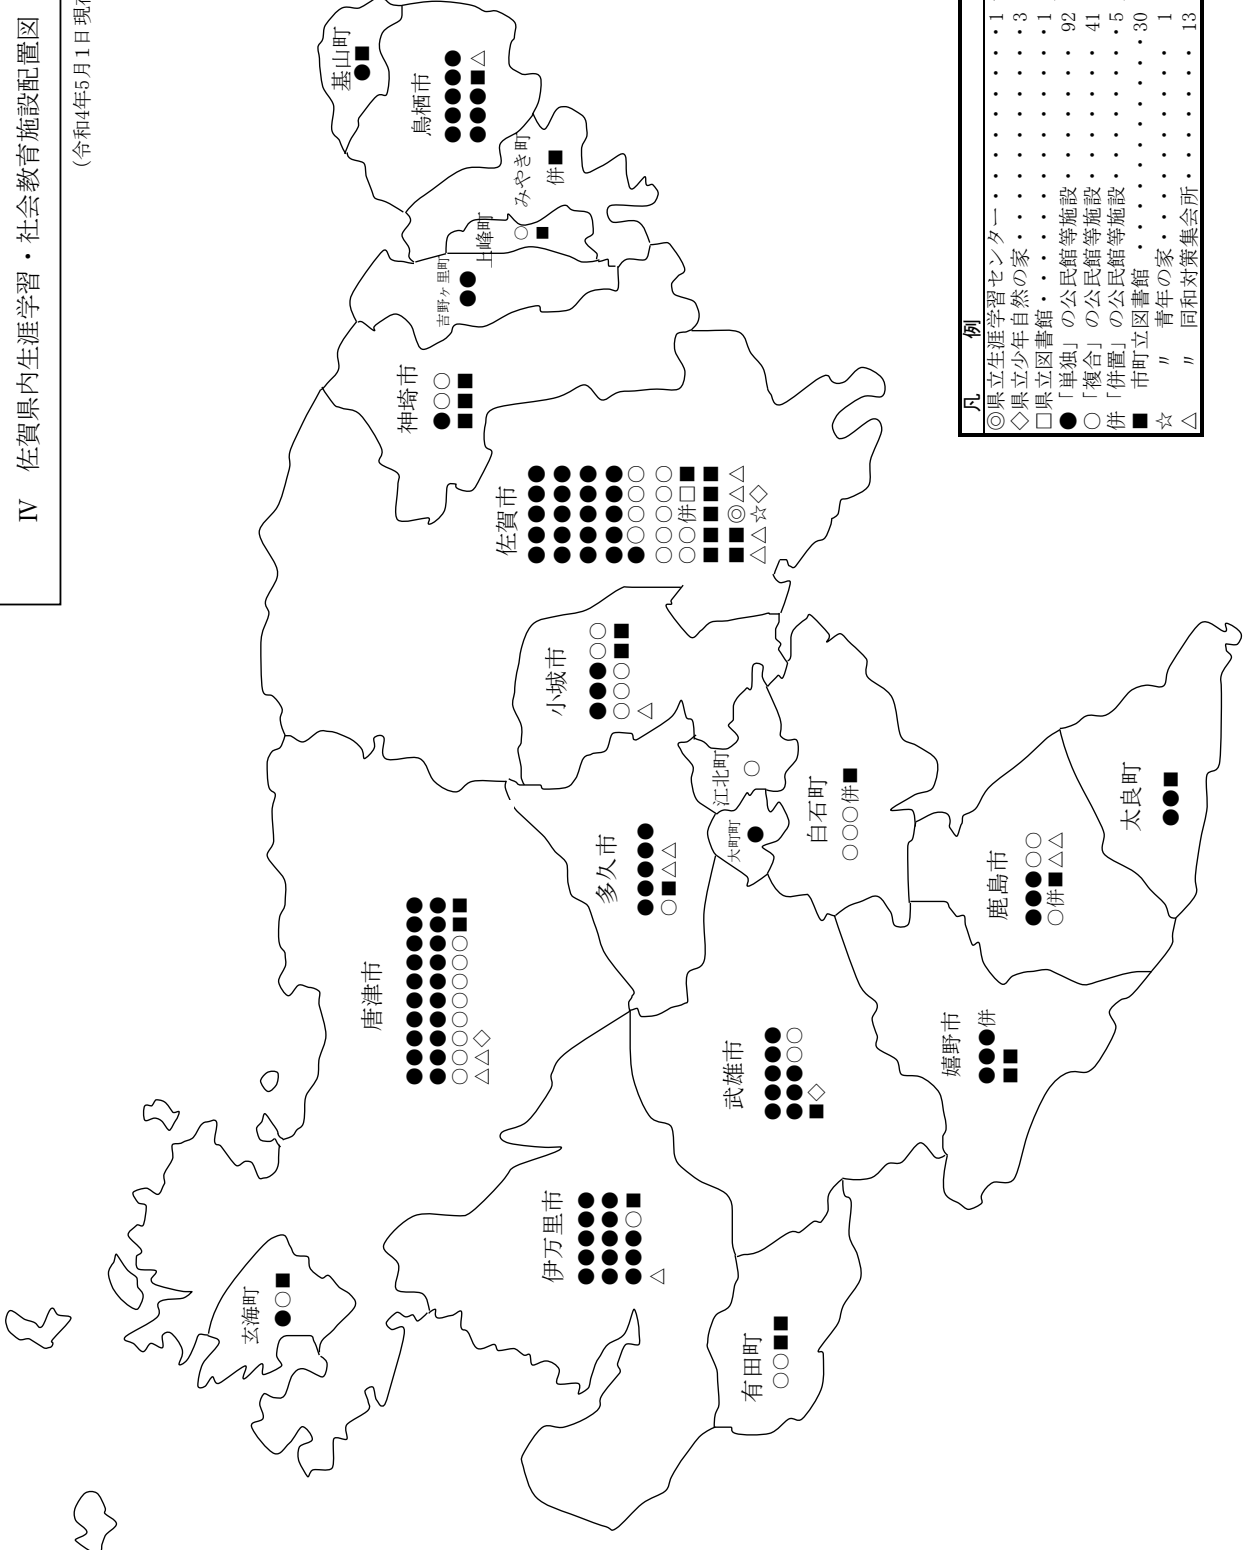 Ⅳ 佐賀県内生涯学習・社会教育施設配置図
(令和4年5月1日現在
基山町
●■
鳥栖市
●●●●●
●●●■△
みやき町
併■
上峰町
○
■
吉野ヶ里町
●●
神埼市
●○○
■■■
佐賀市
●●●●●
●●●●●
●●●●●
●●●●●
●○○○○
○○○○○
○○併□■
■■■■■
■■◎△△
△△☆◇
小城市
●●●○○
○○○■■
△
多久市
●●●●●
○■△△
江北町
○
大町町
●
白石町
○○○併■
鹿島市
●●●○○
○併■△△
太良町
●●■
嬉野市
●●●併
■■
武雄市
●●●●●
●●●○○
■◇
唐津市
●●●●●●●●●●
●●●●●●●●●●
○○○○○○○○■■
△△◇
伊万里市
●●●●●
●●●●●
●●●○■
△
有田町
○○■■
玄海町
●○■
凡 例
◎県立生涯学習センター・・・・・・・・・・1
◇県立少年自然の家・・・・・・・・・・・3
□県立図書館・・・・・・・・・・・・・1
●「単独」の公民館等施設・・・・・・・92
○「複合」の公民館等施設・・・・・・・41
併「併置」の公民館等施設・・・・・・・5
■ 市町立図書館・・・・・・・・・・・30
☆ 〃 青年の家・・・・・・・・・・1
△ 〃 同和対策集会所・・・・・・・13